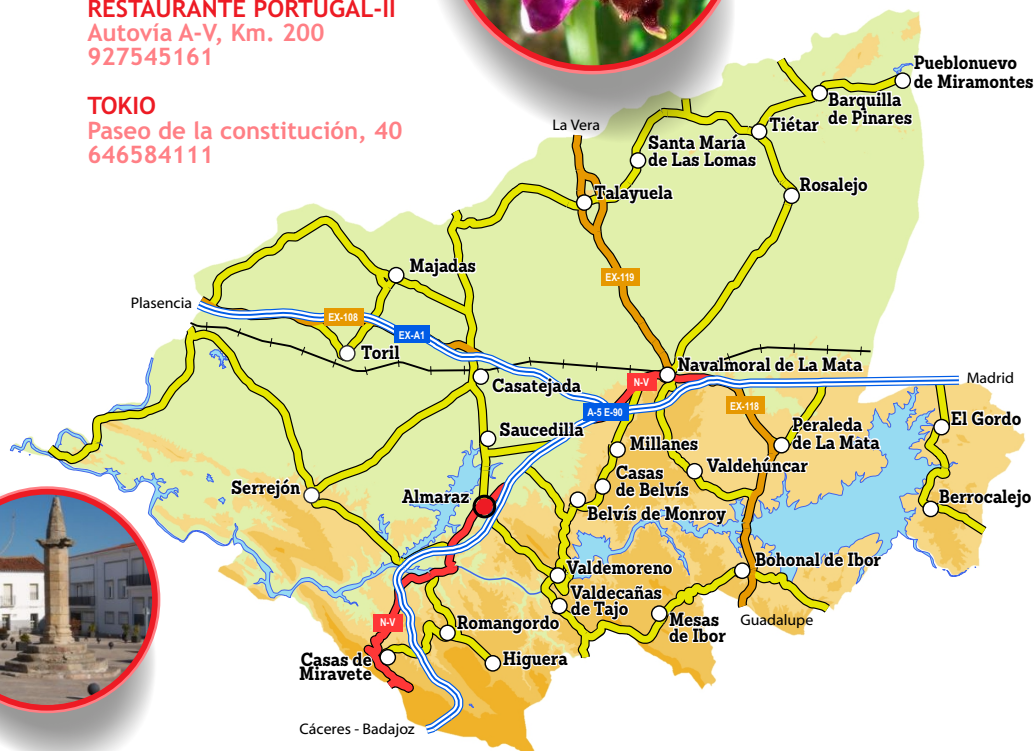 RESTAURANTE PORTUGAL-II
Autovía A-V, Km. 200
927545161
TOKIO
Paseo de la constitución, 40
646584111
Pueblonuevo
de Miramontes
Barquilla
de Pinares
La Vera
Tiétar
Santa María
de Las Lomas
Rosalejo
Talayuela
Majadas
EX-119
Plasencia
EX-108
EX-A1
Toril
Navalmoral de La Mata
Casatejada
N-V
Madrid
A-5 E-90
EX-118
El Gordo
Saucedilla
Peraleda
de La Mata
Millanes
Valdehúncar
Casas
de Belvís
Serrejón
Almaraz
Berrocalejo
Belvís de Monroy
Bohonal de Ibor
Valdemoreno
Valdecañas
de Tajo
N-V
Romangordo
Mesas
de Ibor
Guadalupe
Casas de
Miravete
Higuera
Cáceres - Badajoz